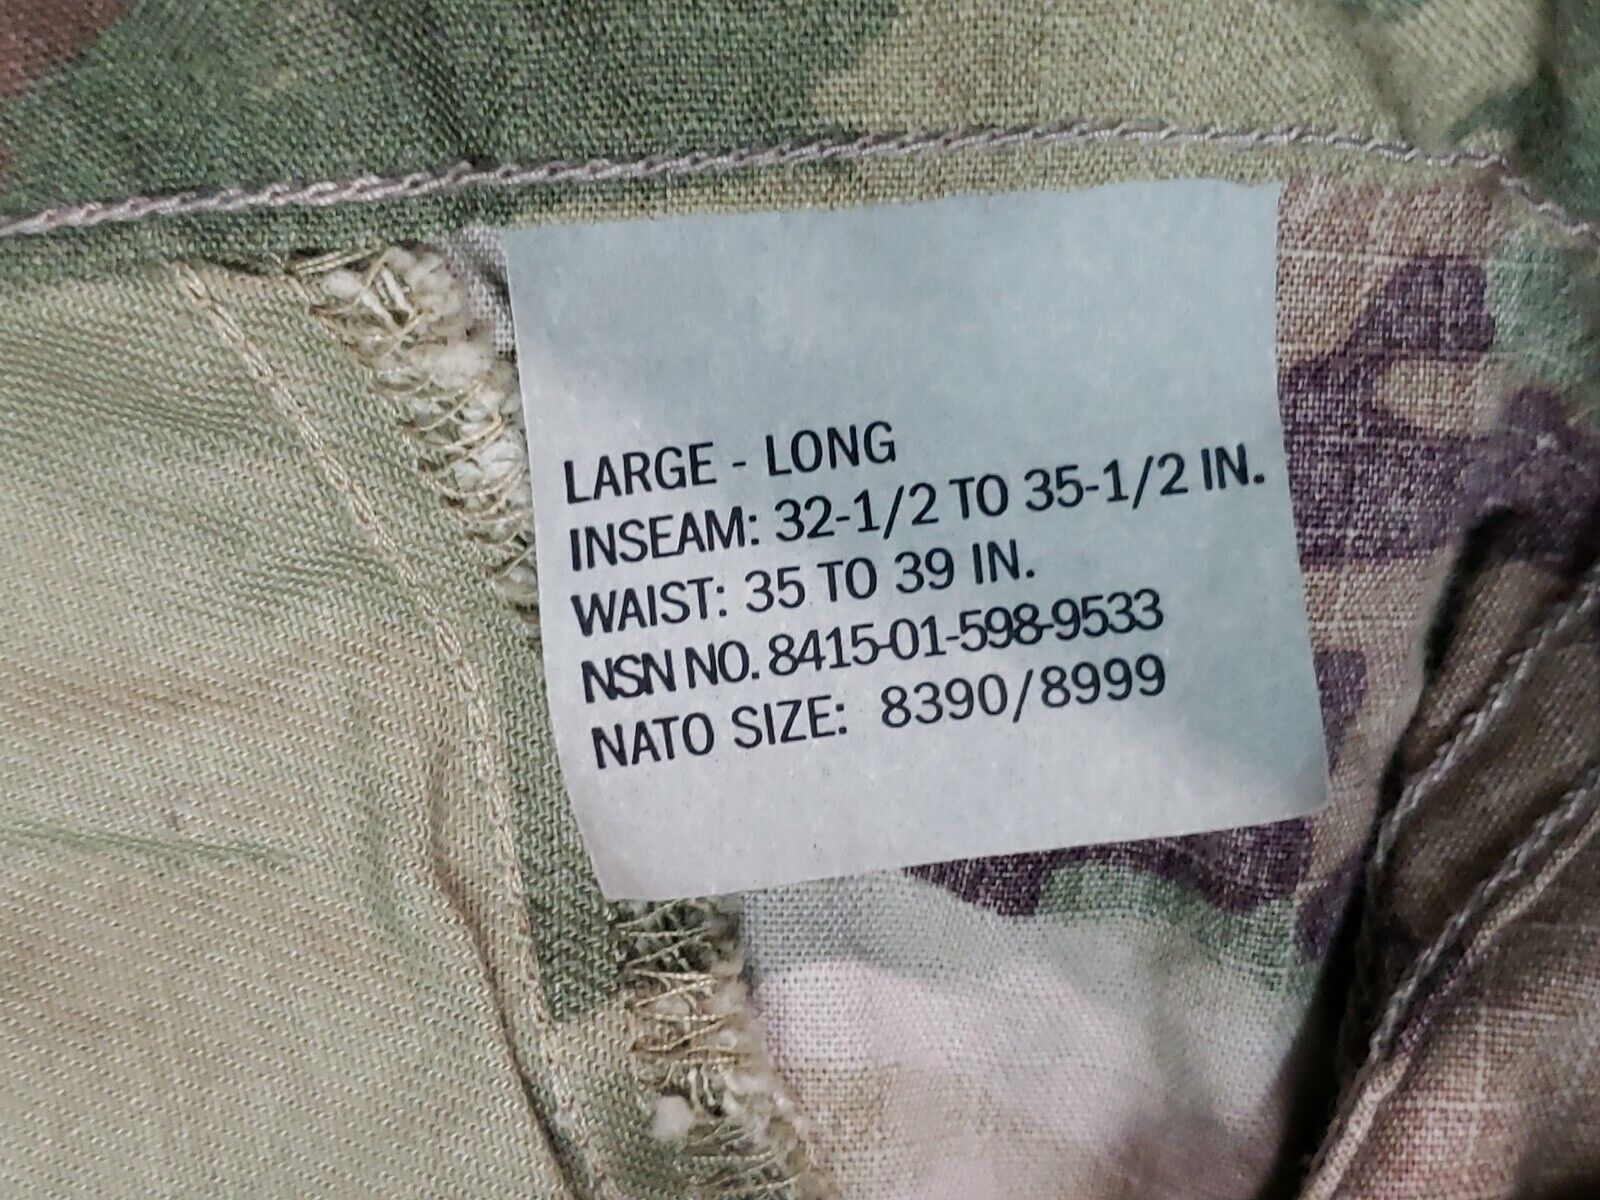 LARGE - LONG
INSEAM: 32-1/2 TO 35-1/2 IN.
WAIST: 35 TO 39 IN.
NSN NO. 8415-01-598-9533
NATO SIZE: 8390/8999